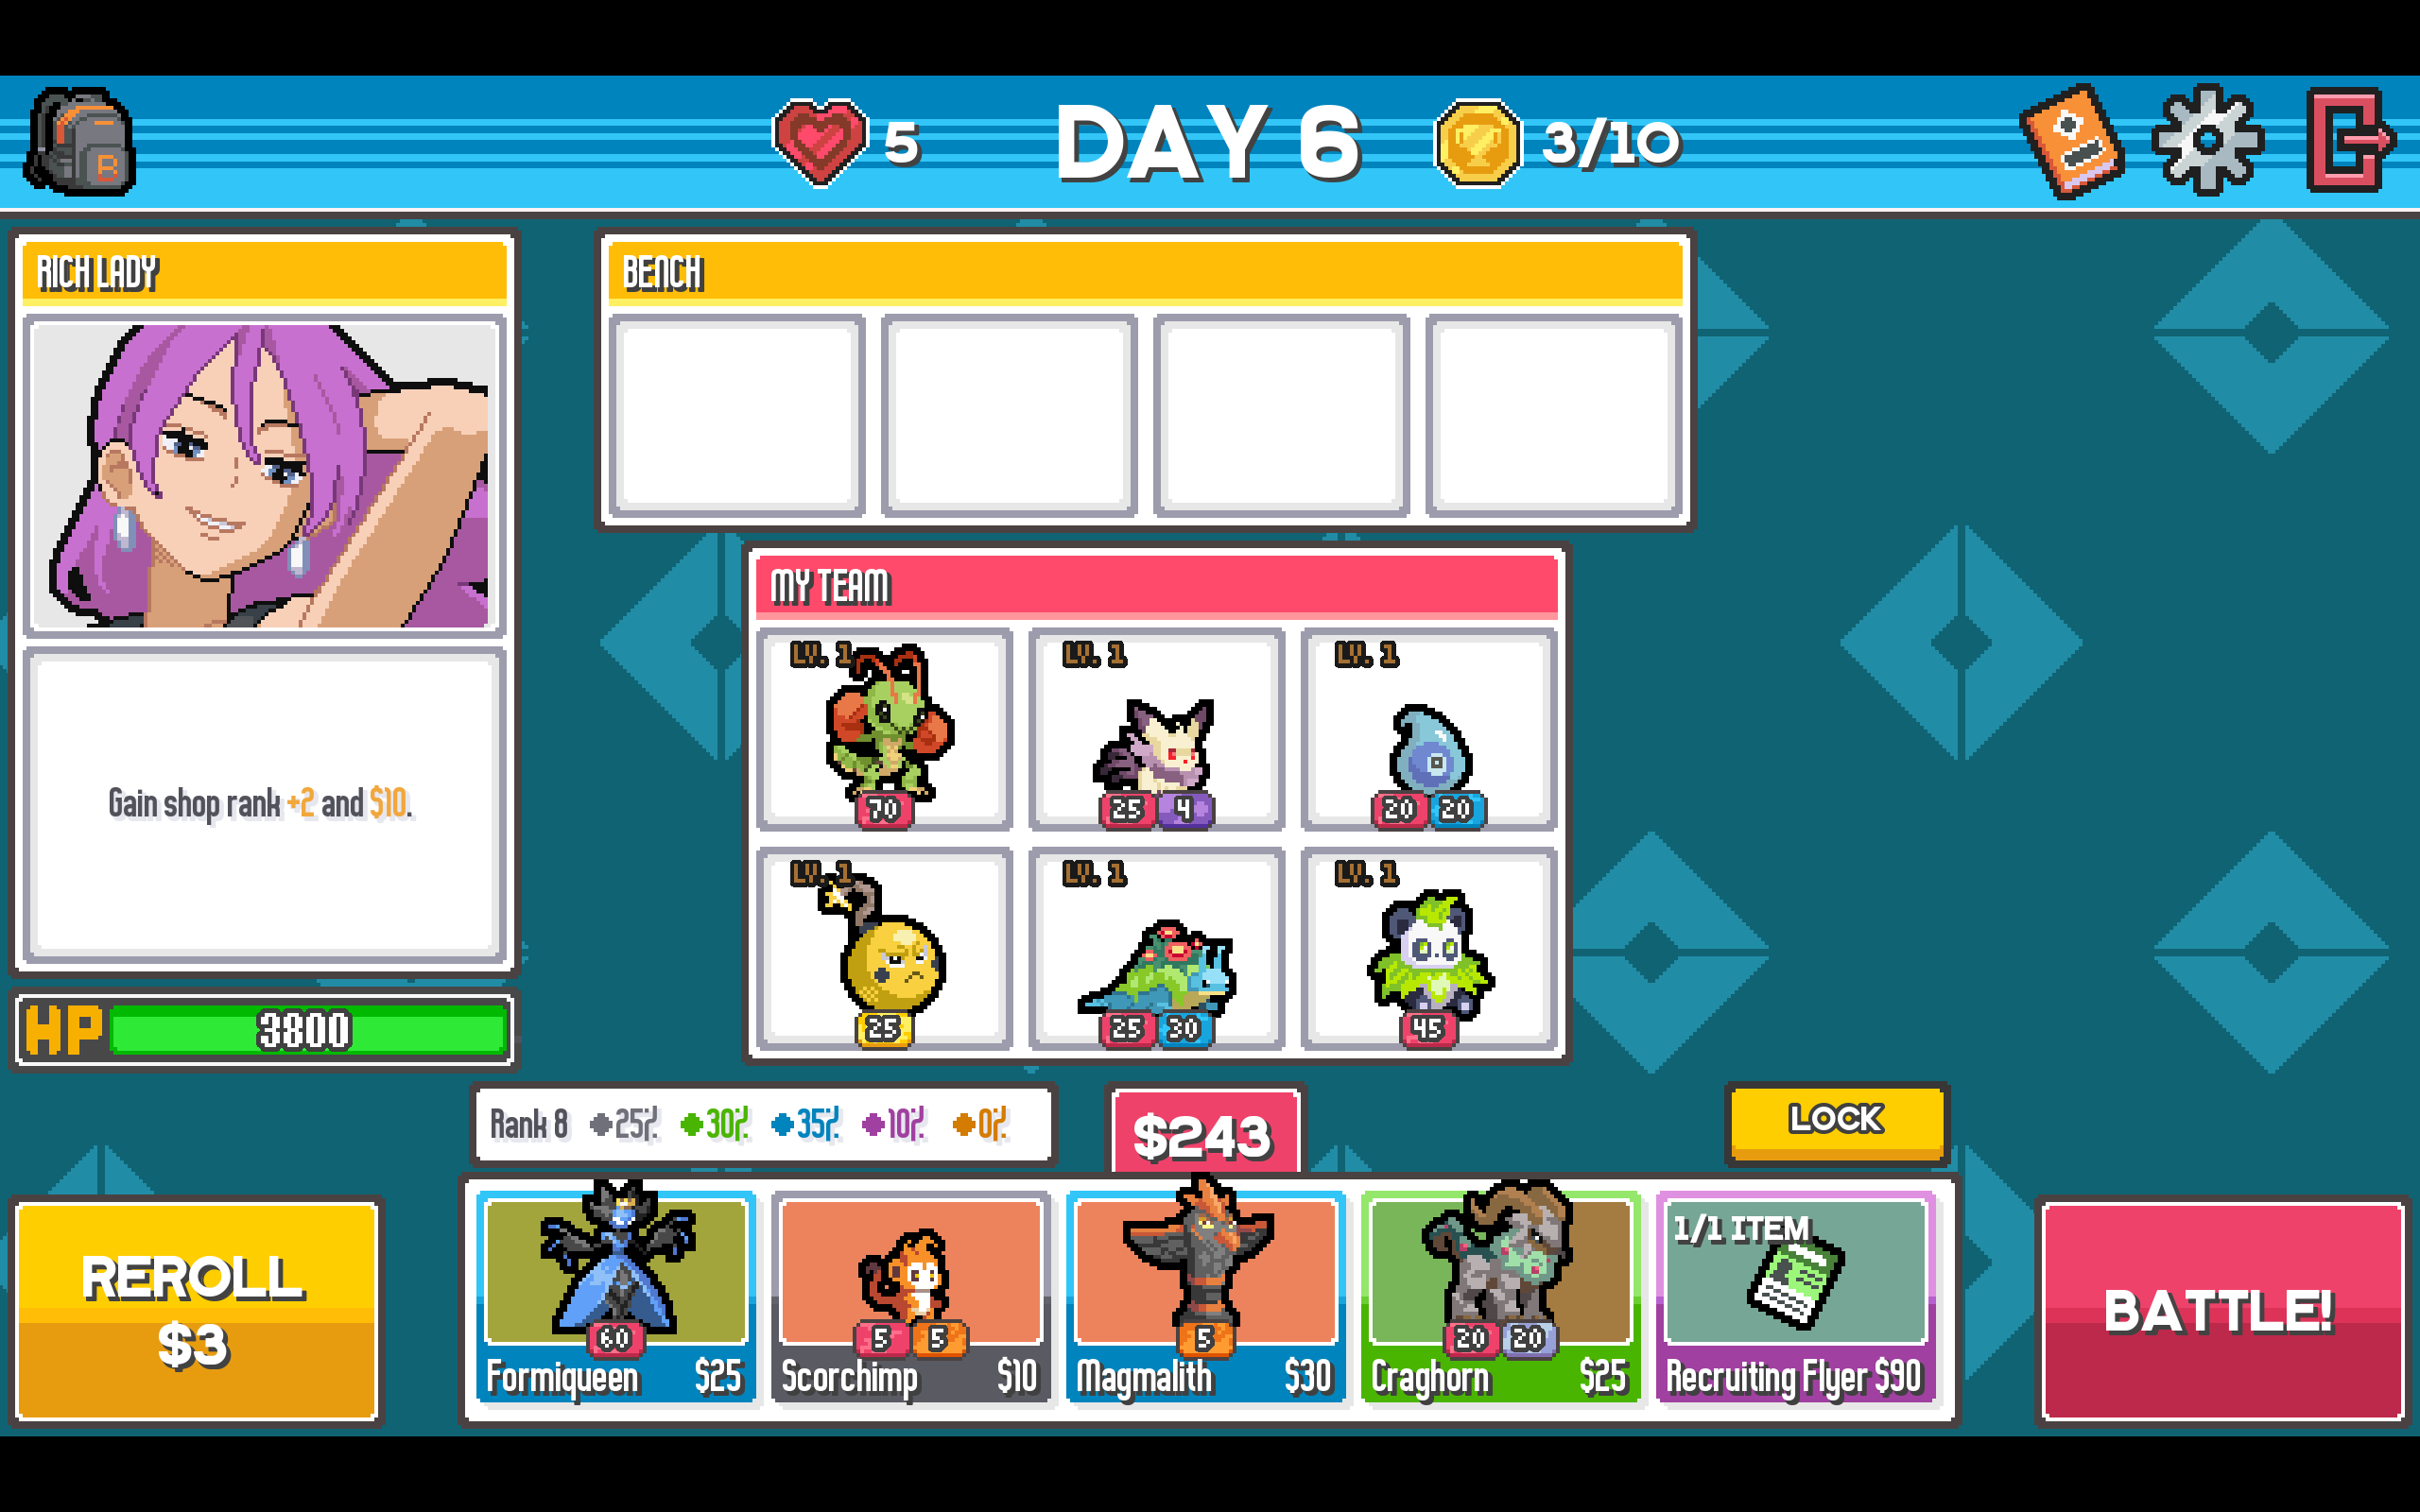 5
DAY 6
3/10
B
RICH LADY
BENCH
MY TEAM
LV. 1
LV. 1
LV. 1
70
25 4
20 20
LV. 1
LV. 1
LV. 1
25
25 30
45
Gain shop rank +2 and $10.
HP 3800
Rank 8 25% 30% 35% 10% 0%
$243
LOCK
REROLL
$3
60
Formiqueen $25
5 5
Scorchimp $10
5
Magmalith $30
20 20
Craghorn $25
1/1 ITEM
Recruiting Flyer $90
BATTLE!